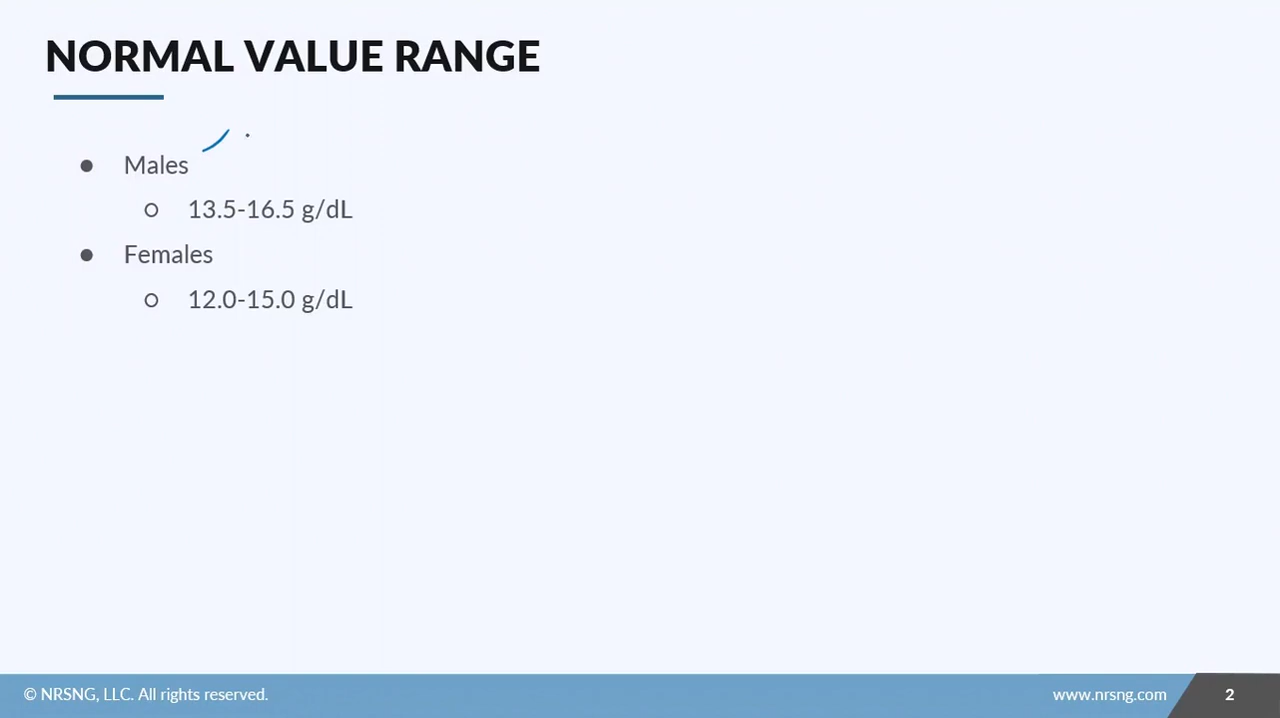 NORMAL VALUE RANGE
● Males
○ 13.5-16.5 g/dL
● Females
○ 12.0-15.0 g/dL
© NRSNG, LLC. All rights reserved.
www.nrsng.com
2